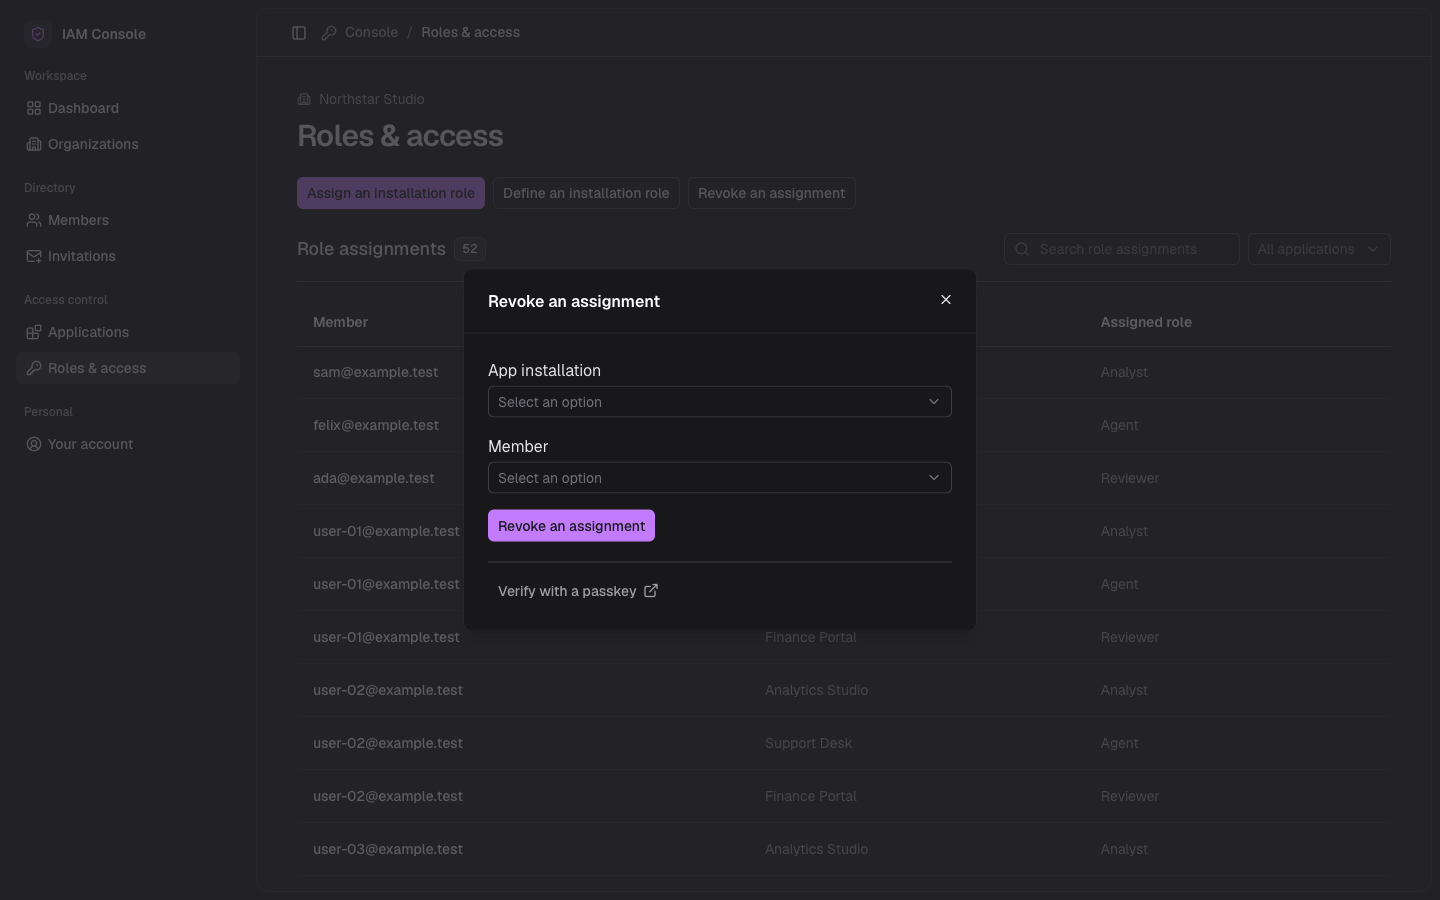 IAM Console
Workspace
Dashboard
Organizations
Directory
Members
Invitations
Access control
Applications
Roles & access
Personal
Your account
Console / Roles & access
Northstar Studio
Roles & access
Assign an installation role
Define an installation role
Revoke an assignment
Role assignments 52
Search role assignments
All applications
Member
Assigned role
sam@example.test
Analyst
felix@example.test
Agent
ada@example.test
Reviewer
user-01@example.test
Analyst
user-01@example.test
Agent
user-01@example.test
Finance Portal
Reviewer
user-02@example.test
Analytics Studio
Analyst
user-02@example.test
Support Desk
Agent
user-02@example.test
Finance Portal
Reviewer
user-03@example.test
Analytics Studio
Analyst
Revoke an assignment
App installation
Select an option
Member
Select an option
Revoke an assignment
Verify with a passkey